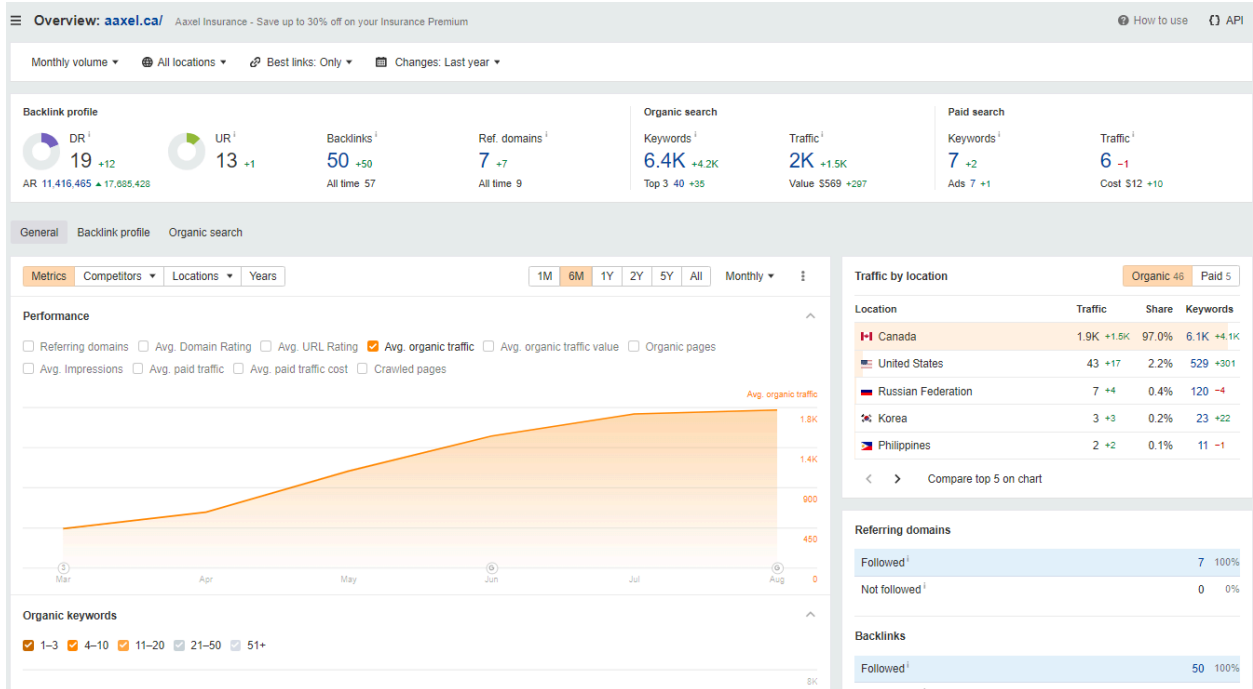 Overview: aaxel.ca/ Aaxel Insurance - Save up to 30% off on your Insurance Premium How to use {} API
Monthly volume All locations Best links: Only Changes: Last year
Backlink profile Organic search Paid search
DR i UR i Backlinks i Ref. domains i Keywords i Traffic i Keywords i Traffic i
19 +12 13 +1 50 +50 7 +7 6.4K +4.2K 2K +1.5K 7 +2 6 −1
AR 11,416,465 ▲ 17,685,428 All time 57 All time 9 Top 3 40 +35 Value $569 +297 Ads 7 +1 Cost $12 +10
General Backlink profile Organic search
Metrics Competitors Locations Years 1M 6M 1Y 2Y 5Y All Monthly
Performance
Referring domains Avg. Domain Rating Avg. URL Rating Avg. organic traffic Avg. organic traffic value Organic pages
Avg. Impressions Avg. paid traffic Avg. paid traffic cost Crawled pages
Avg. organic traffic
1.8K
1.4K
900
450
Mar Apr May Jun Jul Aug 0
Organic keywords
1–3 4–10 11–20 21–50 51+
8K
Traffic by location Organic 46 Paid 5
Location Traffic Share Keywords
Canada 1.9K +1.5K 97.0% 6.1K +4.1K
United States 43 +17 2.2% 529 +301
Russian Federation 7 +4 0.4% 120 −4
Korea 3 +3 0.2% 23 +22
Philippines 2 +2 0.1% 11 −1
Compare top 5 on chart
Referring domains
Followed i 7 100%
Not followed i 0 0%
Backlinks
Followed i 50 100%